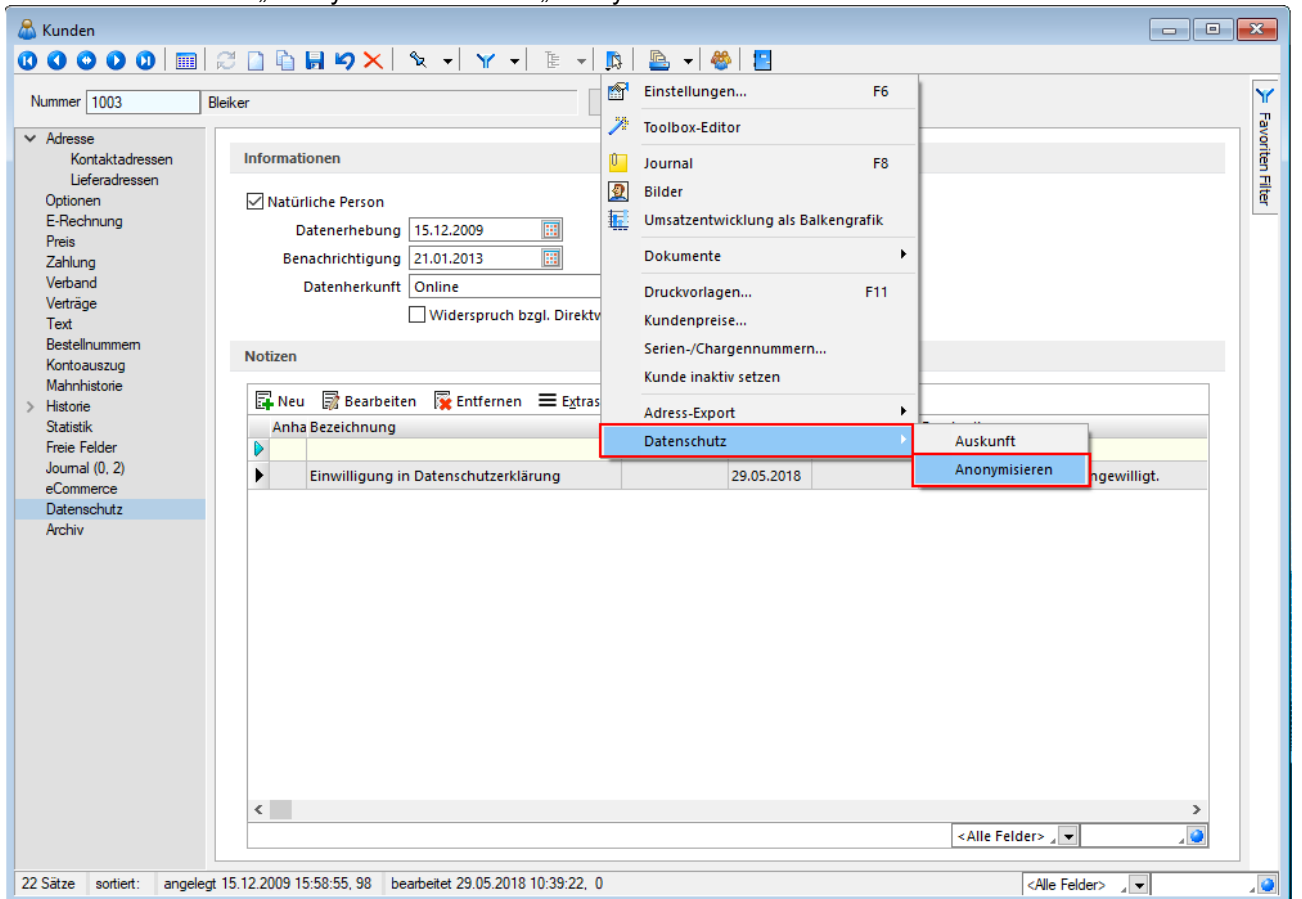 Kunden
Nummer 1003 Bleiker
Adresse
Kontaktadressen
Lieferadressen
Optionen
E-Rechnung
Preis
Zahlung
Verband
Verträge
Text
Bestellnummern
Kontoauszug
Mahnhistorie
Historie
Statistik
Freie Felder
Journal (0, 2)
eCommerce
Datenschutz
Archiv
Informationen
Natürliche Person
Datenerhebung 15.12.2009
Benachrichtigung 21.01.2013
Datenherkunft Online
Widerspruch bzgl. Direktv
Notizen
Neu Bearbeiten Entfernen Extras
Anha Bezeichnung
Einwilligung in Datenschutzerklärung 29.05.2018 ngewilligt.
Einstellungen... F6
Toolbox-Editor
Journal F8
Bilder
Umsatzentwicklung als Balkengrafik
Dokumente
Druckvorlagen... F11
Kundenpreise...
Serien-/Chargennummern...
Kunde inaktiv setzen
Adress-Export
Datenschutz
Auskunft
Anonymisieren
Favoriten Filter
<Alle Felder>
22 Sätze sortiert: angelegt 15.12.2009 15:58:55, 98 bearbeitet 29.05.2018 10:39:22, 0 <Alle Felder>